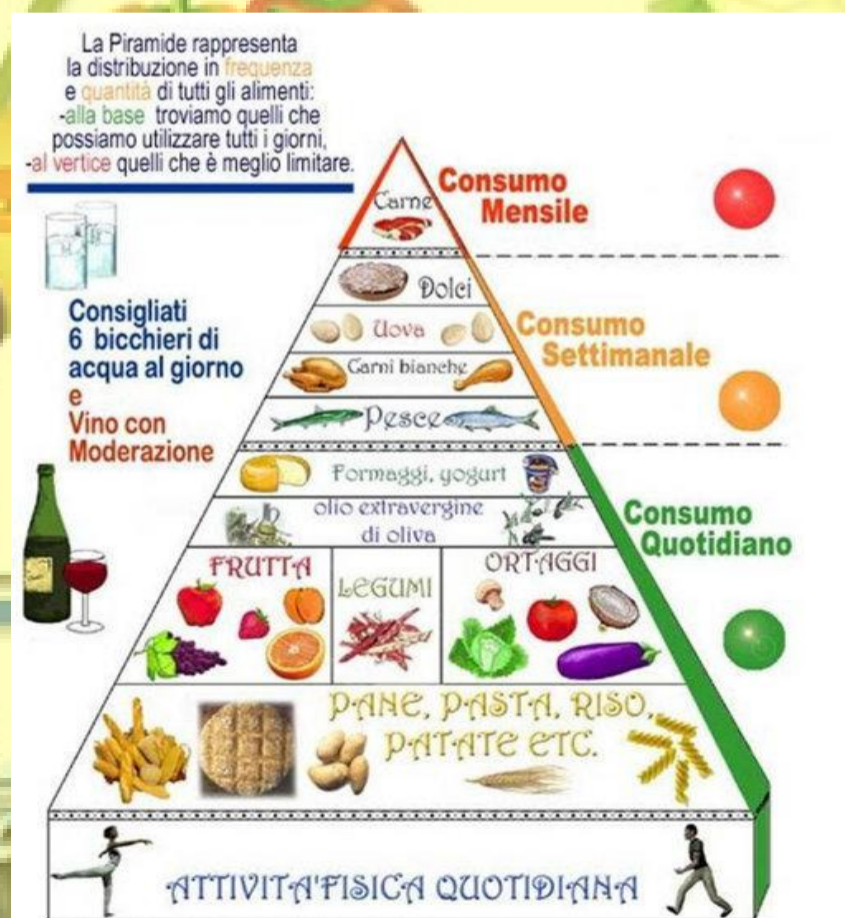 La Piramide rappresenta
la distribuzione in frequenza
e quantità di tutti gli alimenti:
-alla base troviamo quelli che
possiamo utilizzare tutti i giorni,
-al vertice quelli che è meglio limitare.
Consumo
Mensile
Carne
Dolci
Consigliati
6 bicchieri di
acqua al giorno
e
Vino con
Moderazione
Uova
Consumo
Settimanale
Carni bianche
Pesce
Formaggi, yogurt
olio extravergine
di oliva
Consumo
Quotidiano
FRUTTA
LEGUMI
ORTAGGI
PANE, PASTA, RISO,
PATATE ETC.
ATTIVITA'FISICA QUOTIDIANA